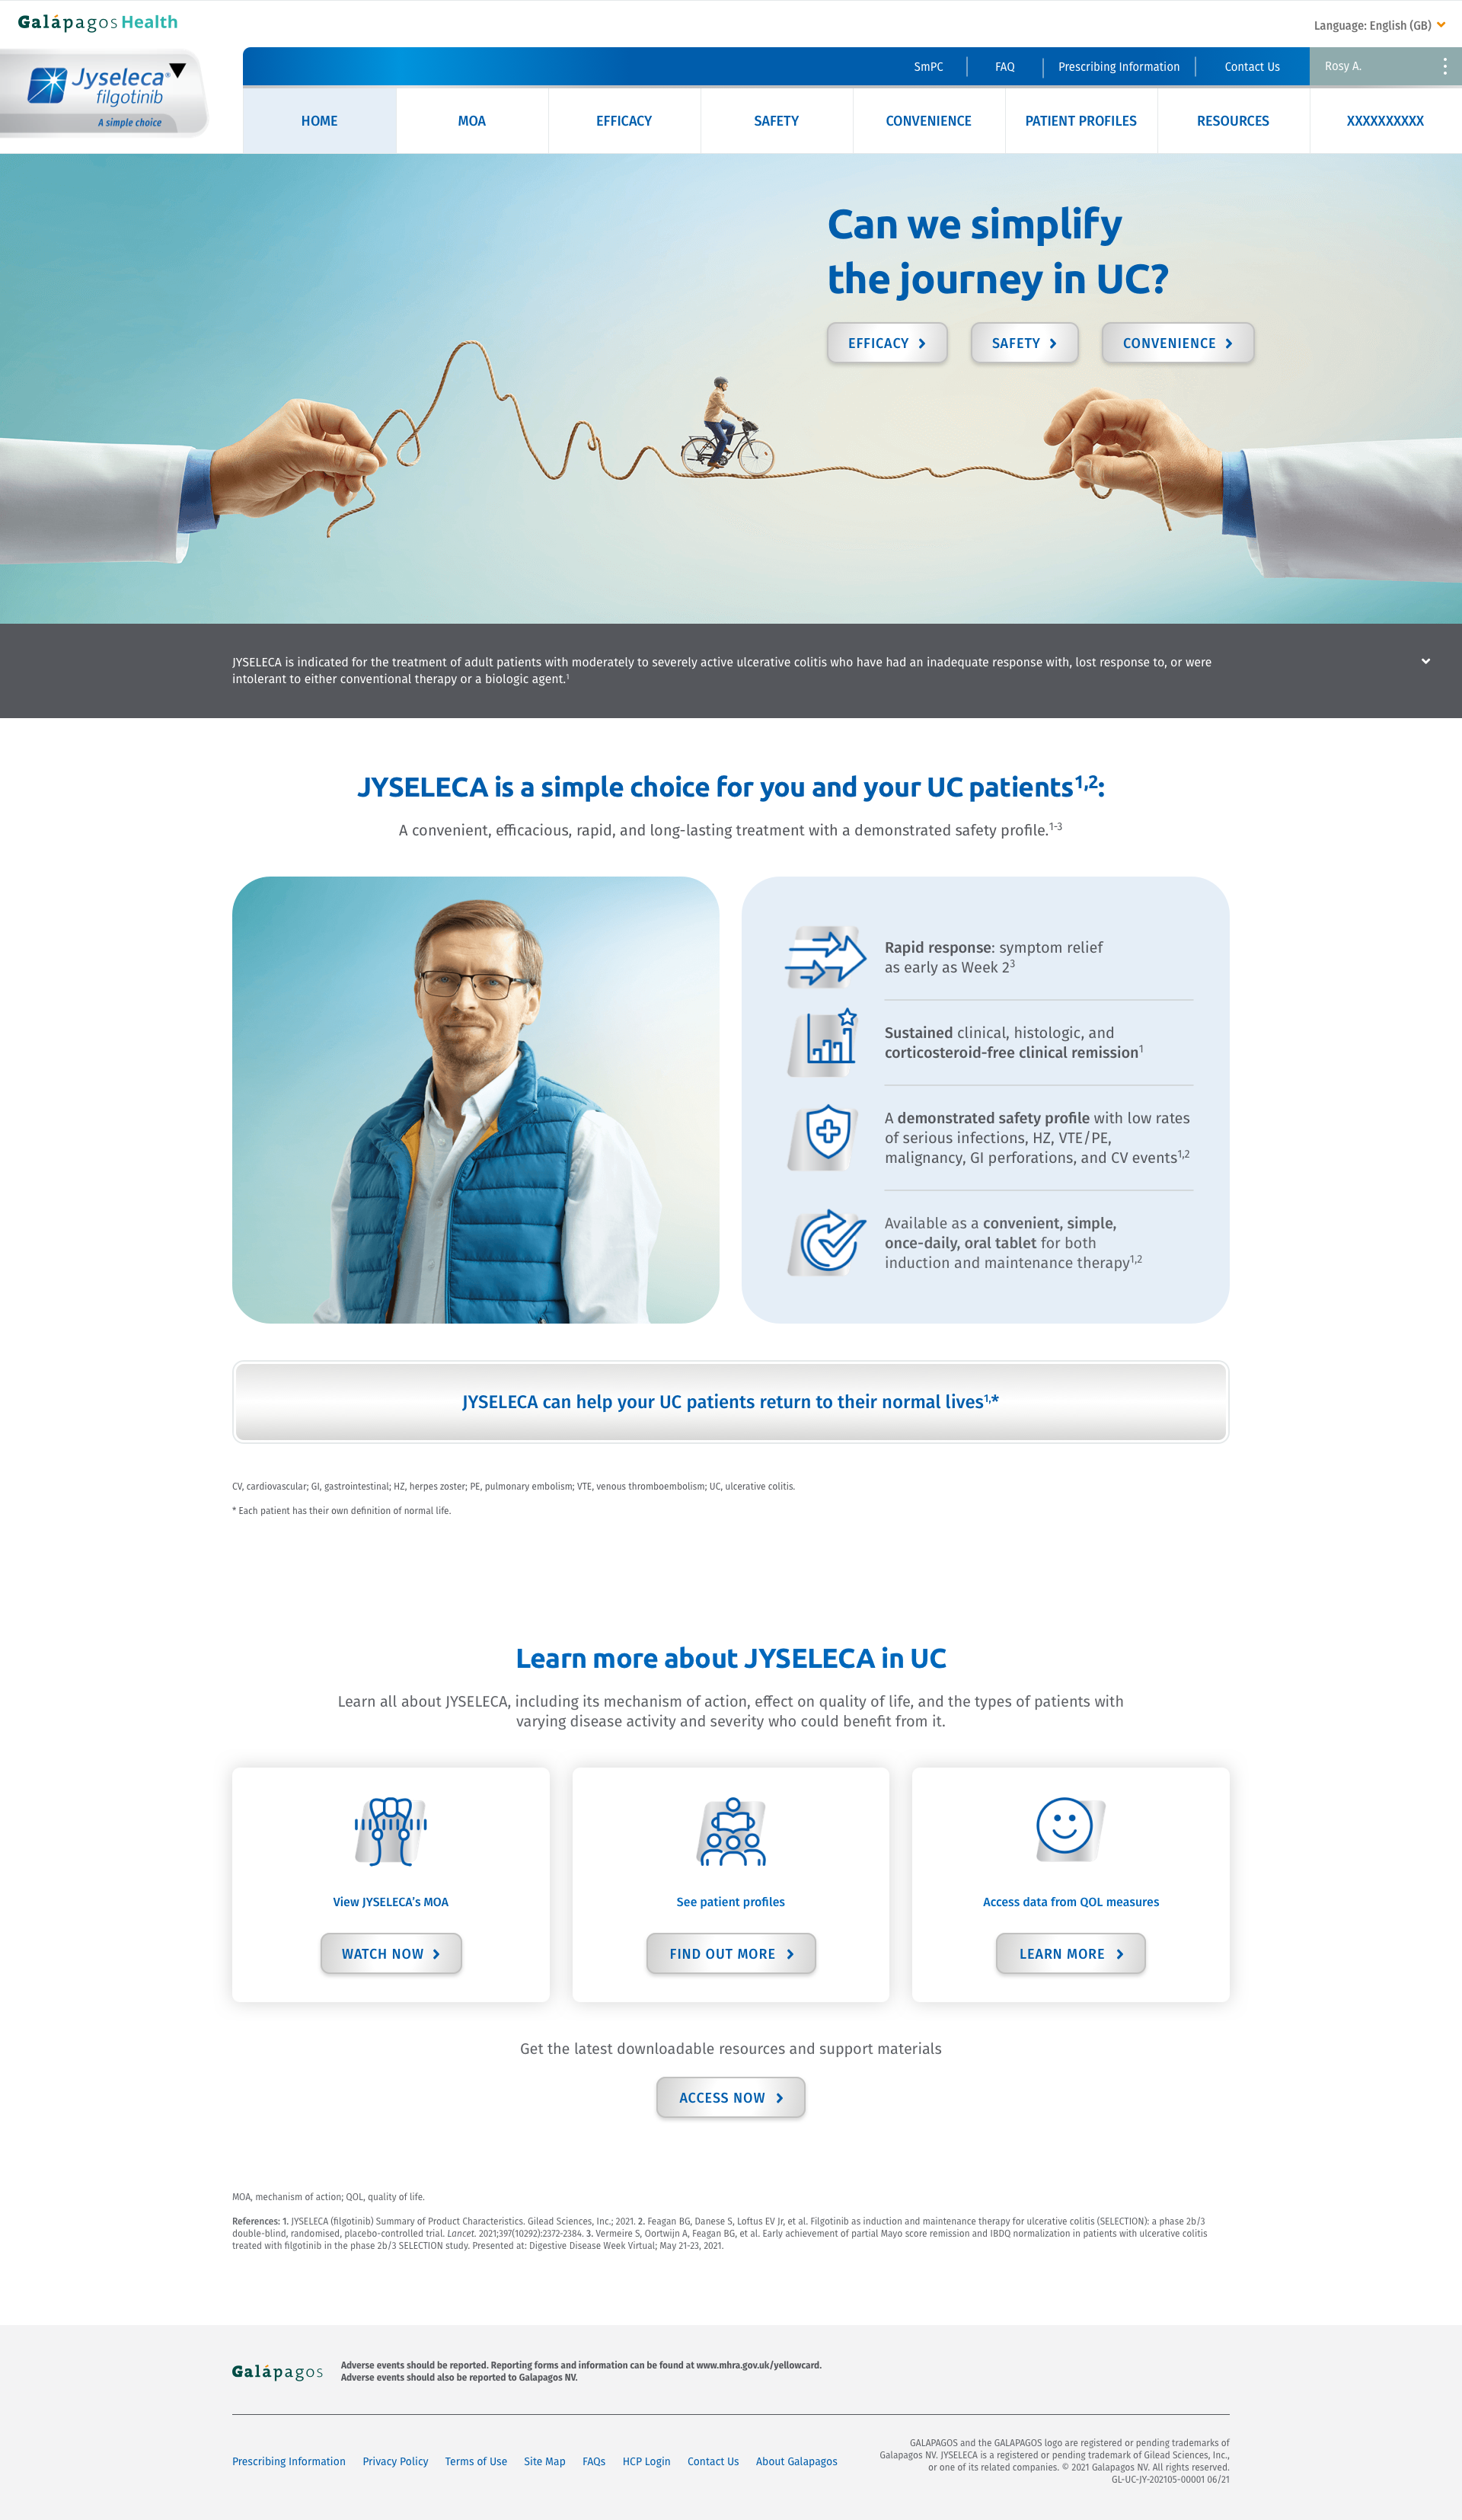 Galápagos Health
Language: English (GB)
SmPC
FAQ
Prescribing Information
Contact Us
Rosy A.
Jyseleca®
filgotinib
A simple choice
HOME
MOA
EFFICACY
SAFETY
CONVENIENCE
PATIENT PROFILES
RESOURCES
XXXXXXXXXX
Can we simplify
the journey in UC?
EFFICACY
SAFETY
CONVENIENCE
JYSELECA is indicated for the treatment of adult patients with moderately to severely active ulcerative colitis who have had an inadequate response with, lost response to, or were
intolerant to either conventional therapy or a biologic agent.¹
JYSELECA is a simple choice for you and your UC patients¹,²:
A convenient, efficacious, rapid, and long-lasting treatment with a demonstrated safety profile.¹⁻³
Rapid response: symptom relief
as early as Week 2³
Sustained clinical, histologic, and
corticosteroid-free clinical remission¹
A demonstrated safety profile with low rates
of serious infections, HZ, VTE/PE,
malignancy, GI perforations, and CV events¹,²
Available as a convenient, simple,
once-daily, oral tablet for both
induction and maintenance therapy¹,²
JYSELECA can help your UC patients return to their normal lives¹,*
CV, cardiovascular; GI, gastrointestinal; HZ, herpes zoster; PE, pulmonary embolism; VTE, venous thromboembolism; UC, ulcerative colitis.
* Each patient has their own definition of normal life.
Learn more about JYSELECA in UC
Learn all about JYSELECA, including its mechanism of action, effect on quality of life, and the types of patients with
varying disease activity and severity who could benefit from it.
View JYSELECA's MOA
WATCH NOW
See patient profiles
FIND OUT MORE
Access data from QOL measures
LEARN MORE
Get the latest downloadable resources and support materials
ACCESS NOW
MOA, mechanism of action; QOL, quality of life.
References: 1. JYSELECA (filgotinib) Summary of Product Characteristics. Gilead Sciences, Inc.; 2021. 2. Feagan BG, Danese S, Loftus EV Jr, et al. Filgotinib as induction and maintenance therapy for ulcerative colitis (SELECTION): a phase 2b/3
double-blind, randomised, placebo-controlled trial. Lancet. 2021;397(10292):2372-2384. 3. Vermeire S, Oortwijn A, Feagan BG, et al. Early achievement of partial Mayo score remission and IBDQ normalization in patients with ulcerative colitis
treated with filgotinib in the phase 2b/3 SELECTION study. Presented at: Digestive Disease Week Virtual; May 21-23, 2021.
Galápagos
Adverse events should be reported. Reporting forms and information can be found at www.mhra.gov.uk/yellowcard.
Adverse events should also be reported to Galapagos NV.
Prescribing Information
Privacy Policy
Terms of Use
Site Map
FAQs
HCP Login
Contact Us
About Galapagos
GALAPAGOS and the GALAPAGOS logo are registered or pending trademarks of
Galapagos NV. JYSELECA is a registered or pending trademark of Gilead Sciences, Inc.,
or one of its related companies. © 2021 Galapagos NV. All rights reserved.
GL-UC-JY-202105-00001 06/21